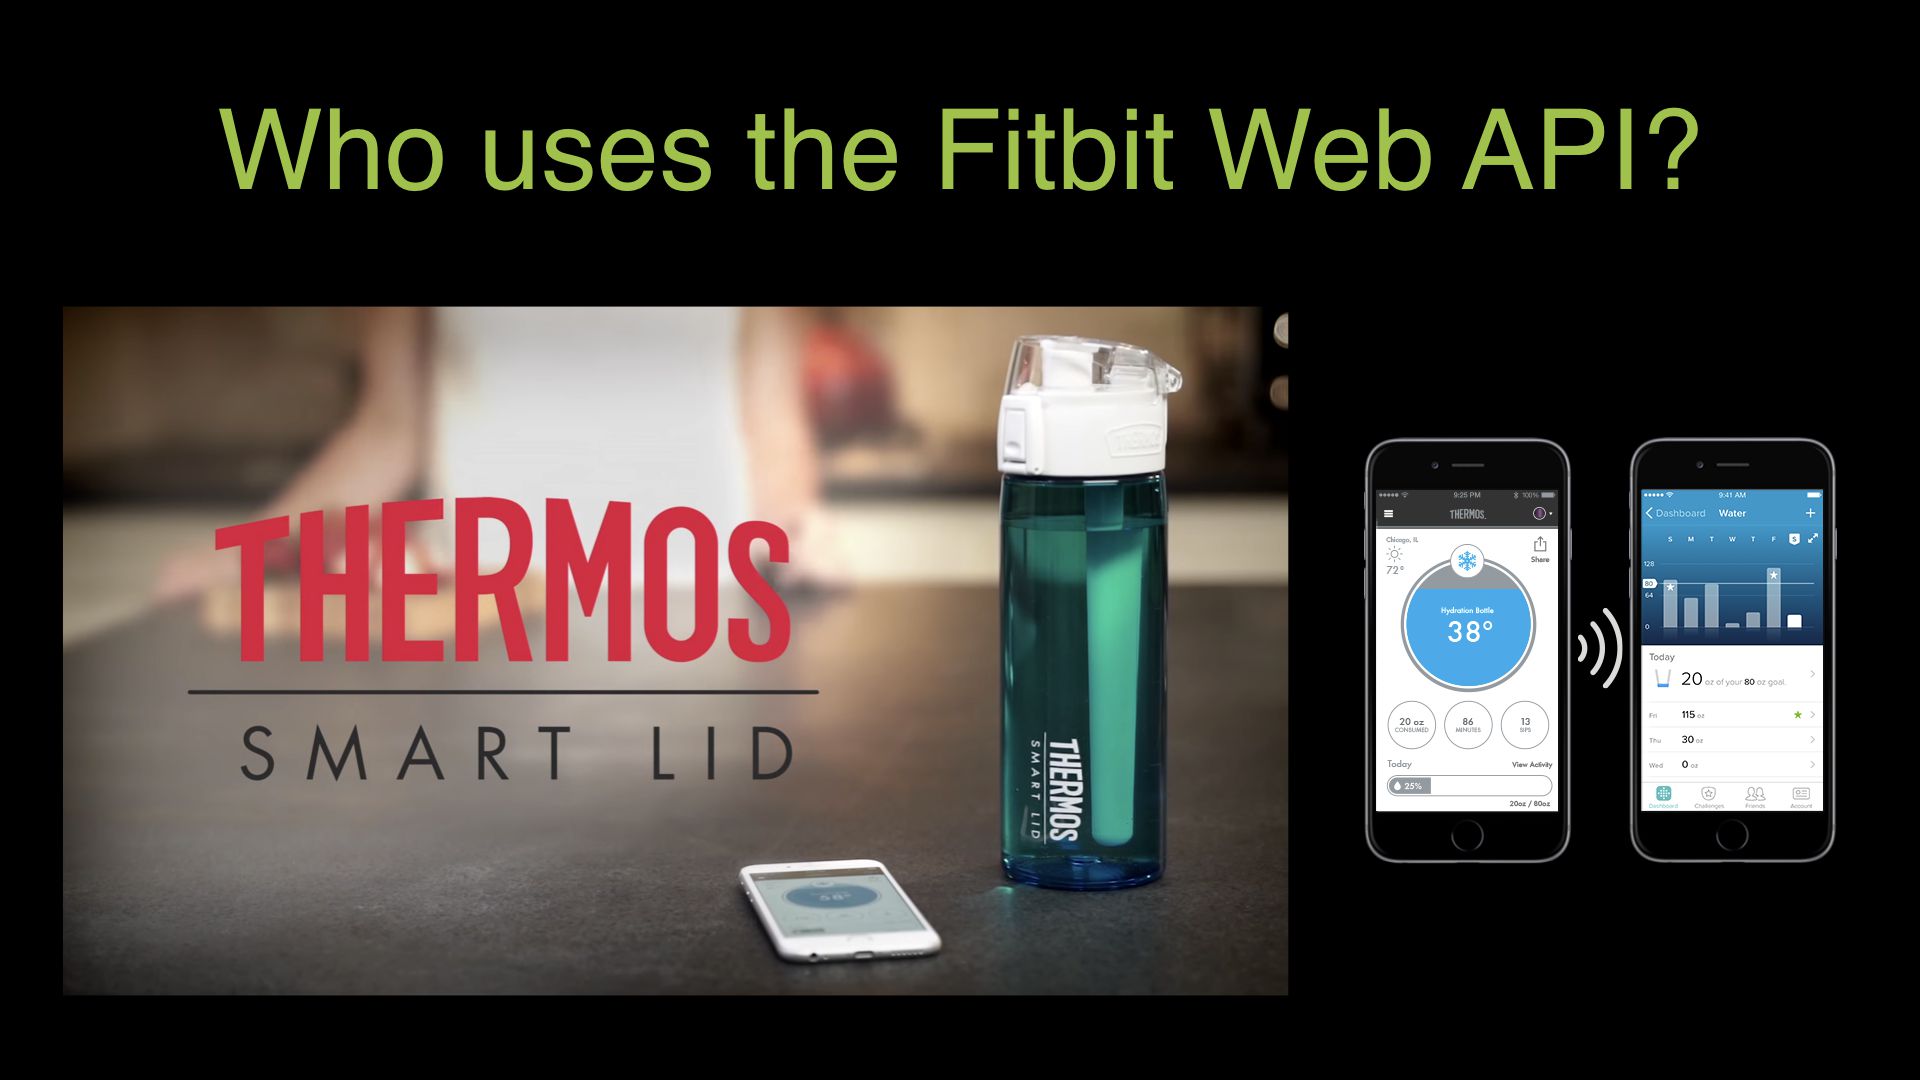 Who uses the Fitbit Web API?
THERMOS
SMART LID
THERMOS
SMART LID
9:25 PM
100%
THERMOS.
Chicago, IL
72°
Share
Hydration Bottle
38°
20 oz
CONSUMED
86
MINUTES
13
SIPS
Today
View Activity
25%
20oz / 80oz
9:41 AM
Dashboard Water +
S M T W T F S
128
80
64
0
Today
20 oz of your 80 oz goal.
Fri 115 oz
Thu 30 oz
Wed 0 oz
Dashboard Challenges Friends Account